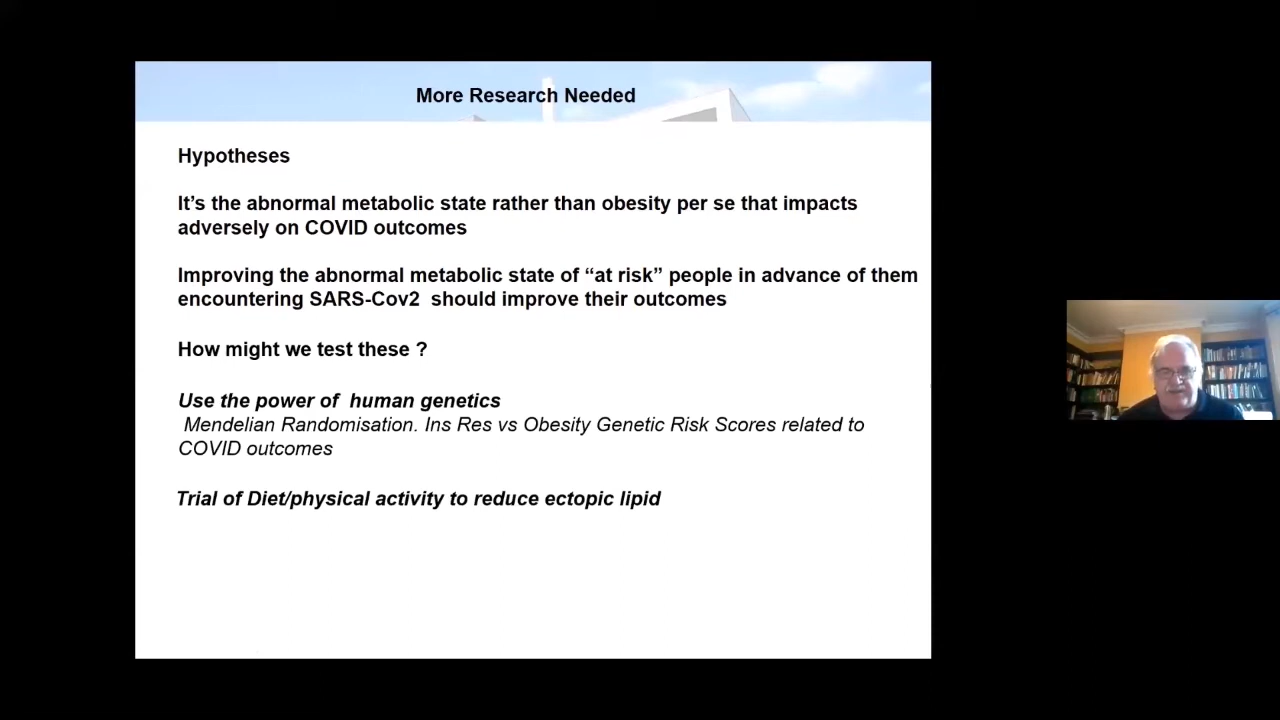 More Research Needed
Hypotheses
It’s the abnormal metabolic state rather than obesity per se that impacts
adversely on COVID outcomes
Improving the abnormal metabolic state of “at risk” people in advance of them
encountering SARS-Cov2  should improve their outcomes
How might we test these ?
Use the power of  human genetics
Mendelian Randomisation. Ins Res vs Obesity Genetic Risk Scores related to
COVID outcomes
Trial of Diet/physical activity to reduce ectopic lipid